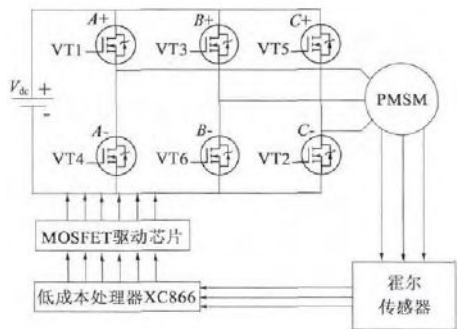 A+ B+ C+
VT1 VT3 VT5
Vdc + -
PMSM
A- B- C-
VT4 VT6 VT2
MOSFET驱动芯片
低成本处理器XC866
霍尔
传感器